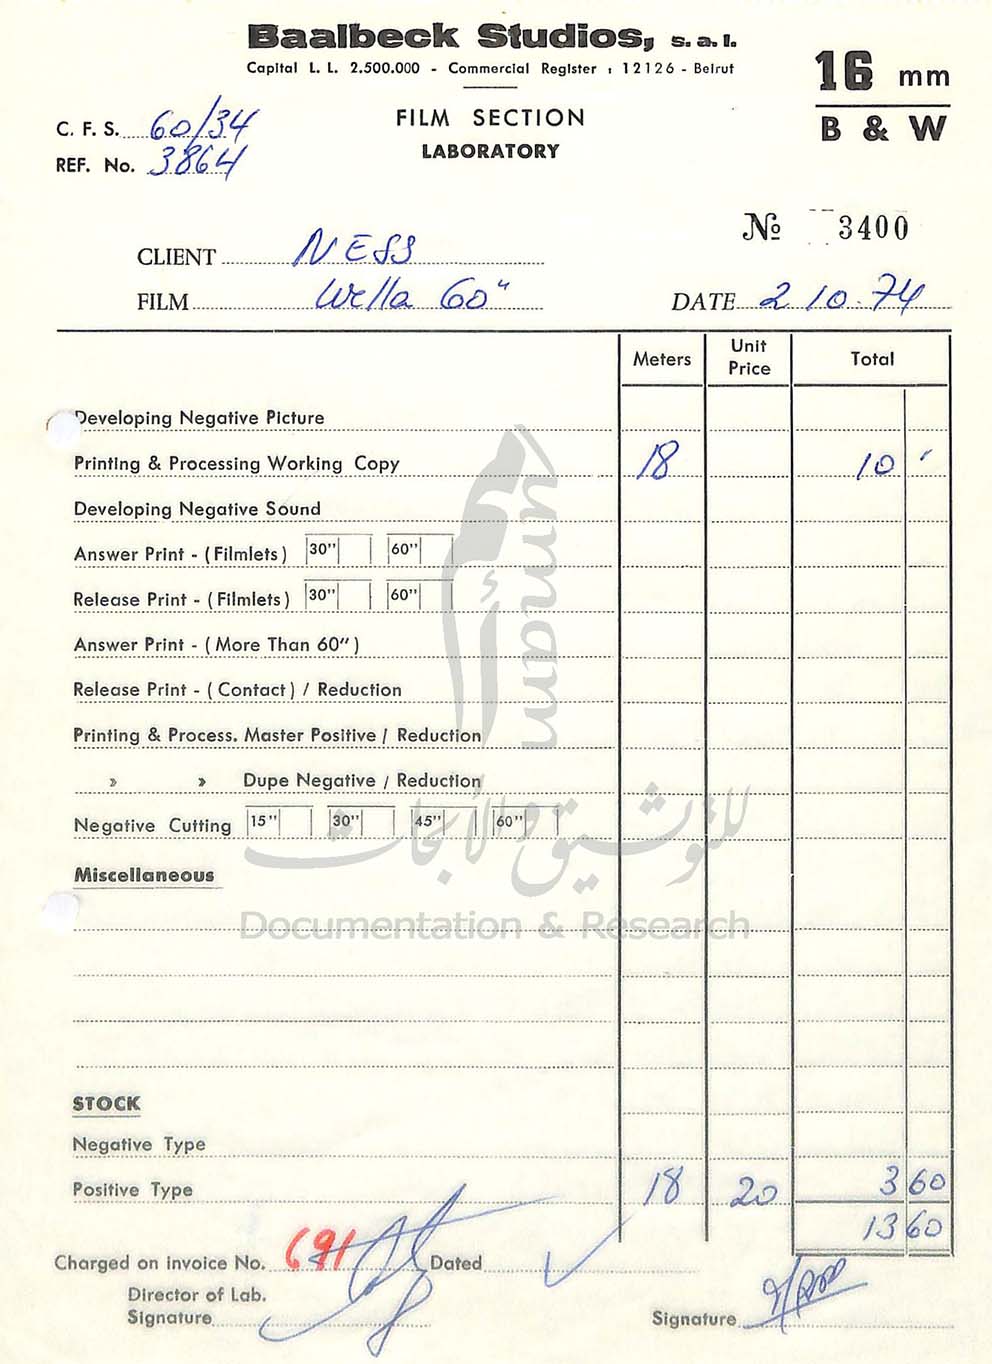 Baalbeck Studios, s.a.l.
Capital L. L. 2.500.000 - Commercial Register : 12126 - Beirut
16 mm
B & W
C. F. S. 60/34
REF. No. 3864
FILM SECTION
LABORATORY
№ 3400
CLIENT NESS
FILM Wella 60"
DATE 2 10.74
Meters Unit Price Total
Developing Negative Picture
Printing & Processing Working Copy 18 10 -
Developing Negative Sound
Answer Print - ( Filmlets ) 30" 60"
Release Print - ( Filmlets ) 30" 60"
Answer Print - ( More Than 60" )
Release Print - ( Contact ) / Reduction
Printing & Process. Master Positive / Reduction
» » Dupe Negative / Reduction
Negative Cutting 15" 30" 45" 60"
Miscellaneous
STOCK
Negative Type
Positive Type 18 20 3 60
13 60
Charged on invoice No. 691 Dated
Director of Lab.
Signature
Signature
umam
أمم
للتوثيق والأبحاث
Documentation & Research